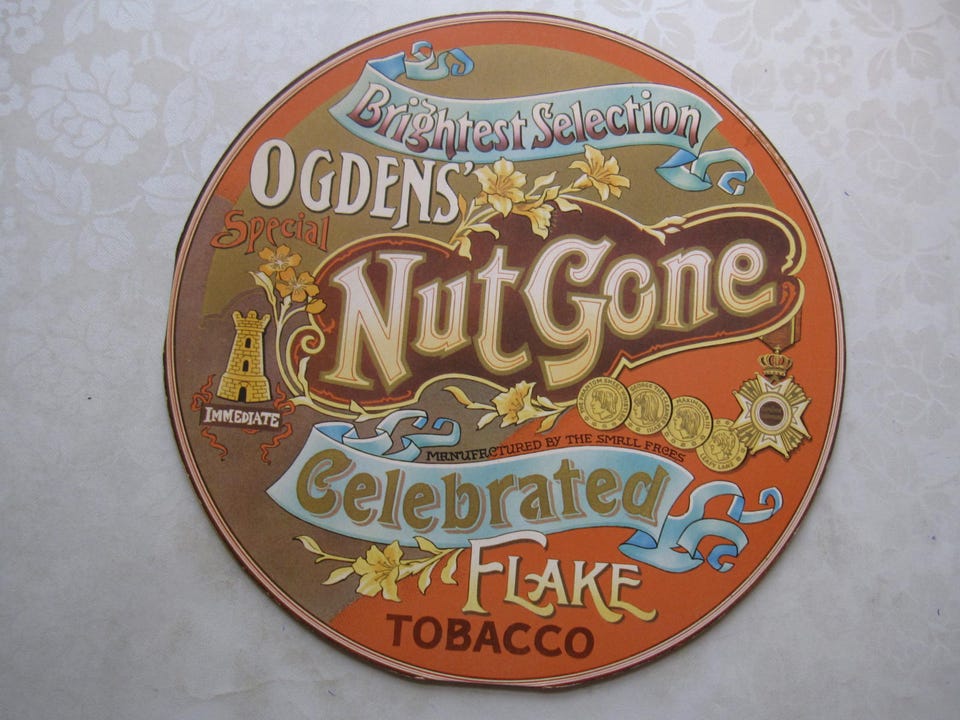 Brightest Selection
OGDENS'
Special
Nut Gone
IMMEDIATE
MANUFACTURED BY THE SMALL FACES
Celebrated
FLAKE
TOBACCO